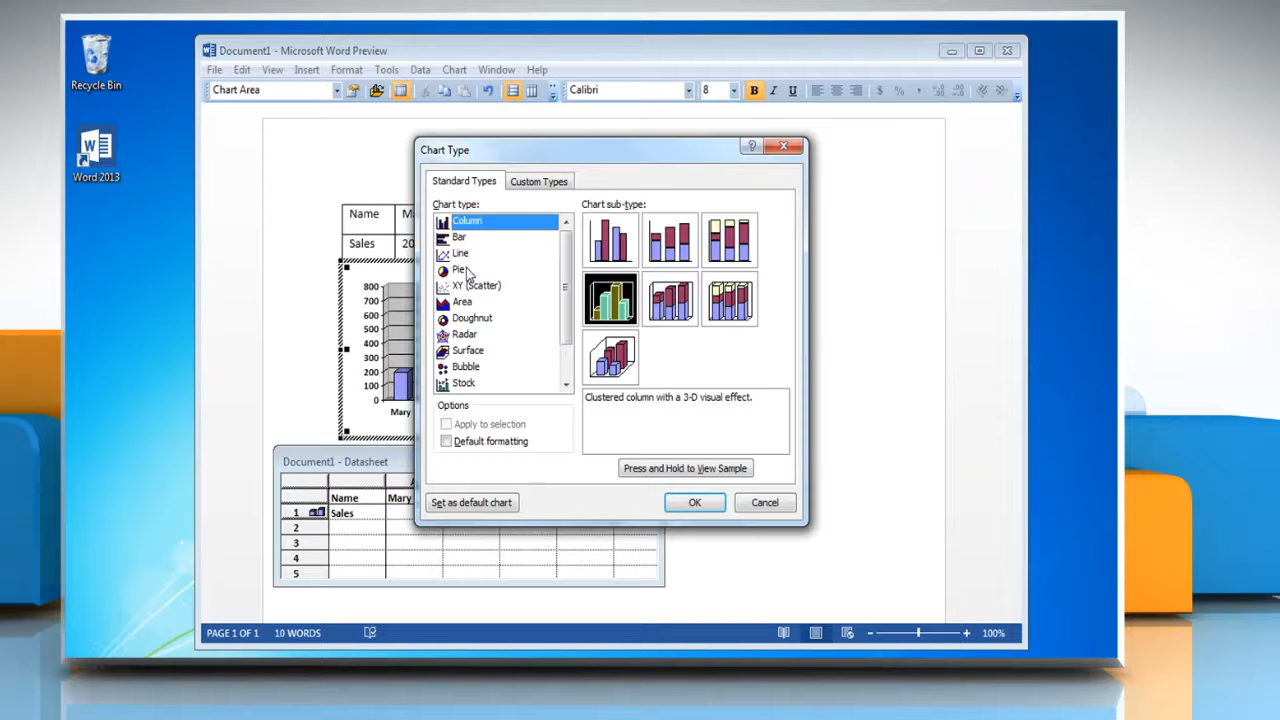 Recycle Bin
Word 2013
Document1 - Microsoft Word Preview
File Edit View Insert Format Tools Data Chart Window Help
Chart Area Calibri 8 B I U $ % ,
Name
Sales 20
800
700
600
500
400
300
200
100
0
Mary
Chart Type
Standard Types Custom Types
Chart type:
Column
Bar
Line
Pie
XY (Scatter)
Area
Doughnut
Radar
Surface
Bubble
Stock
Chart sub-type:
Clustered column with a 3-D visual effect.
Options
Apply to selection
Default formatting
Press and Hold to View Sample
Set as default chart OK Cancel
Document1 - Datasheet
Name Mary
1 Sales
2
3
4
5
PAGE 1 OF 1 10 WORDS 100%